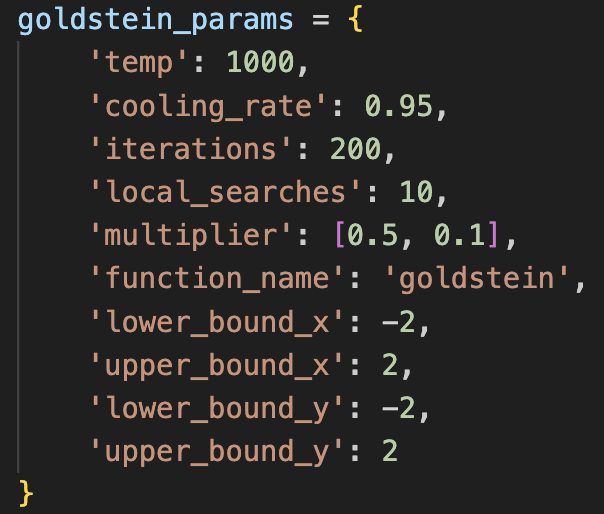 goldstein_params = {
    'temp': 1000,
    'cooling_rate': 0.95,
    'iterations': 200,
    'local_searches': 10,
    'multiplier': [0.5, 0.1],
    'function_name': 'goldstein',
    'lower_bound_x': -2,
    'upper_bound_x': 2,
    'lower_bound_y': -2,
    'upper_bound_y': 2
}